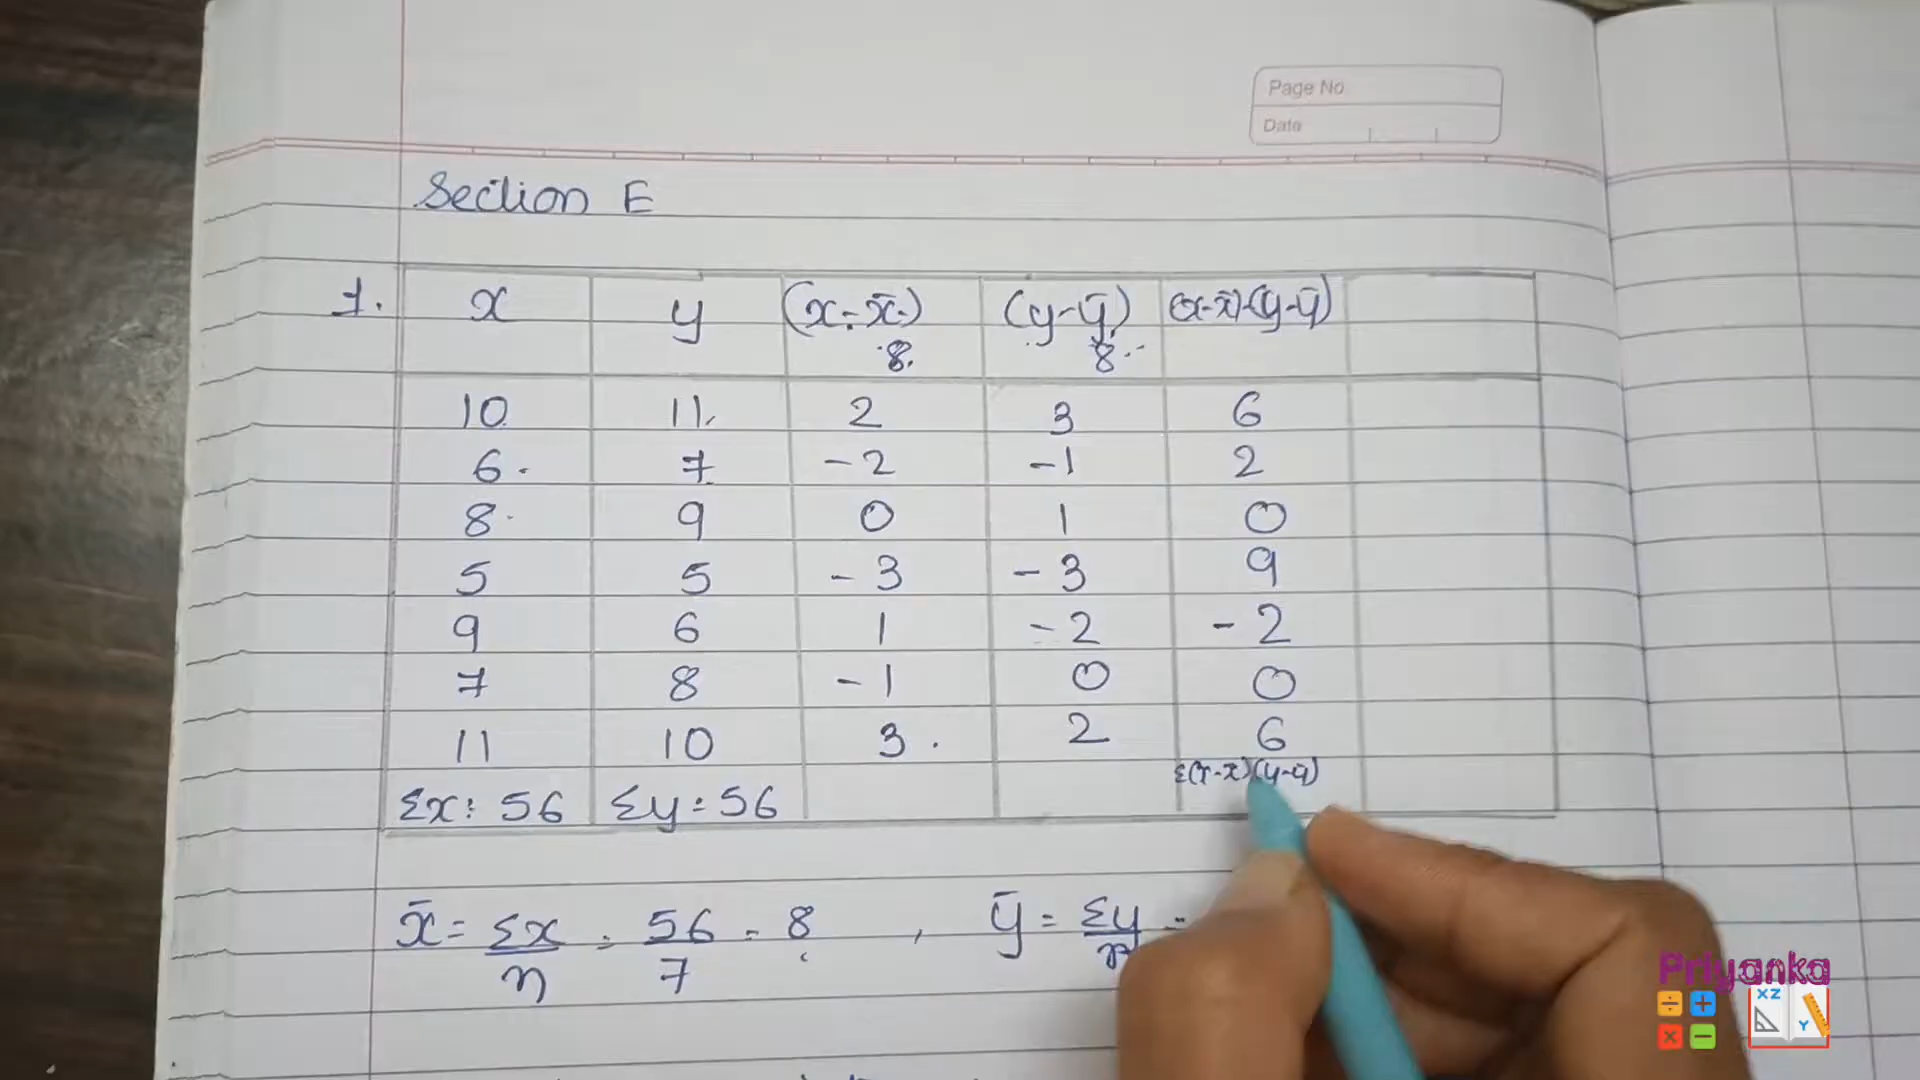 Page No
Date
Section E
1. x y (x-x̄) (y-ȳ) (x-x̄)·(y-ȳ)
8. 8
10 11 2 3 6
6 7 -2 -1 2
8 9 0 1 0
5 5 -3 -3 9
9 6 1 -2 -2
7 8 -1 0 0
11 10 3 2 6
Σ(x-x̄)(y-ȳ)
Σx = 56 Σy = 56
x̄ = Σx = 56 = 8 , ȳ = Σy =
n 7 n
Priyanka
÷ + XZ
× − Y